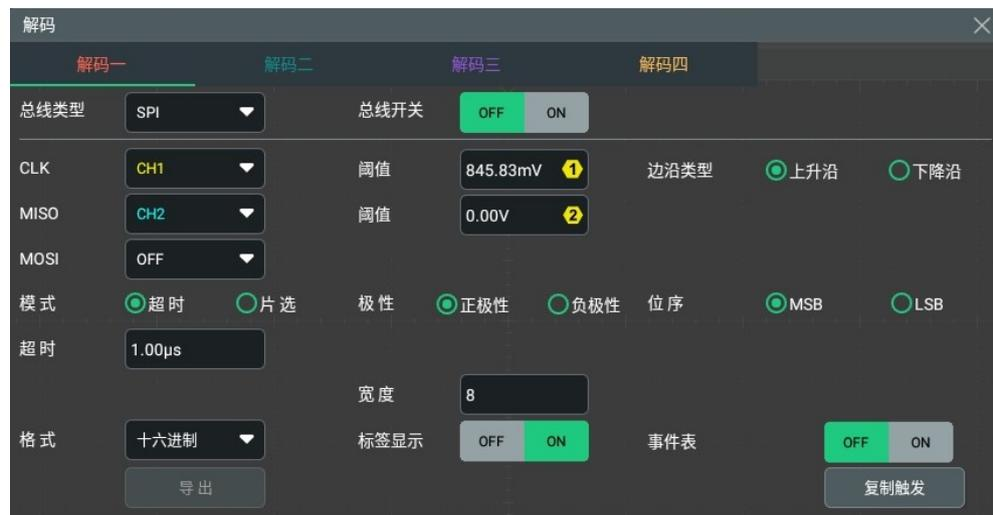 解码
解码一 解码二 解码三 解码四
总线类型 SPI 总线开关 OFF ON
CLK CH1 阈值 845.83mV 1 边沿类型 上升沿 下降沿
MISO CH2 阈值 0.00V 2
MOSI OFF
模式 超时 片选 极性 正极性 负极性 位序 MSB LSB
超时 1.00μs
宽度 8
格式 十六进制 标签显示 OFF ON 事件表 OFF ON
导出 复制触发